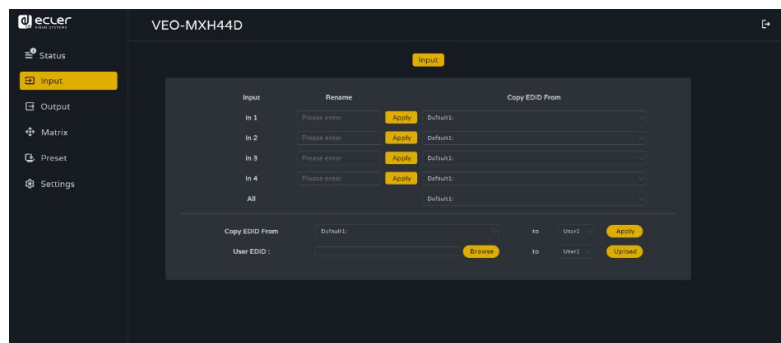 ecler
VIDEO SYSTEMS
VEO-MXH44D
Status
Input
Output
Matrix
Preset
Settings
Input
Input Rename Copy EDID From
In 1 Please enter Apply Default1:
In 2 Please enter Apply Default1:
In 3 Please enter Apply Default1:
In 4 Please enter Apply Default1:
All Default1:
Copy EDID From Default1: to User1 Apply
User EDID : Browse to User1 Upload